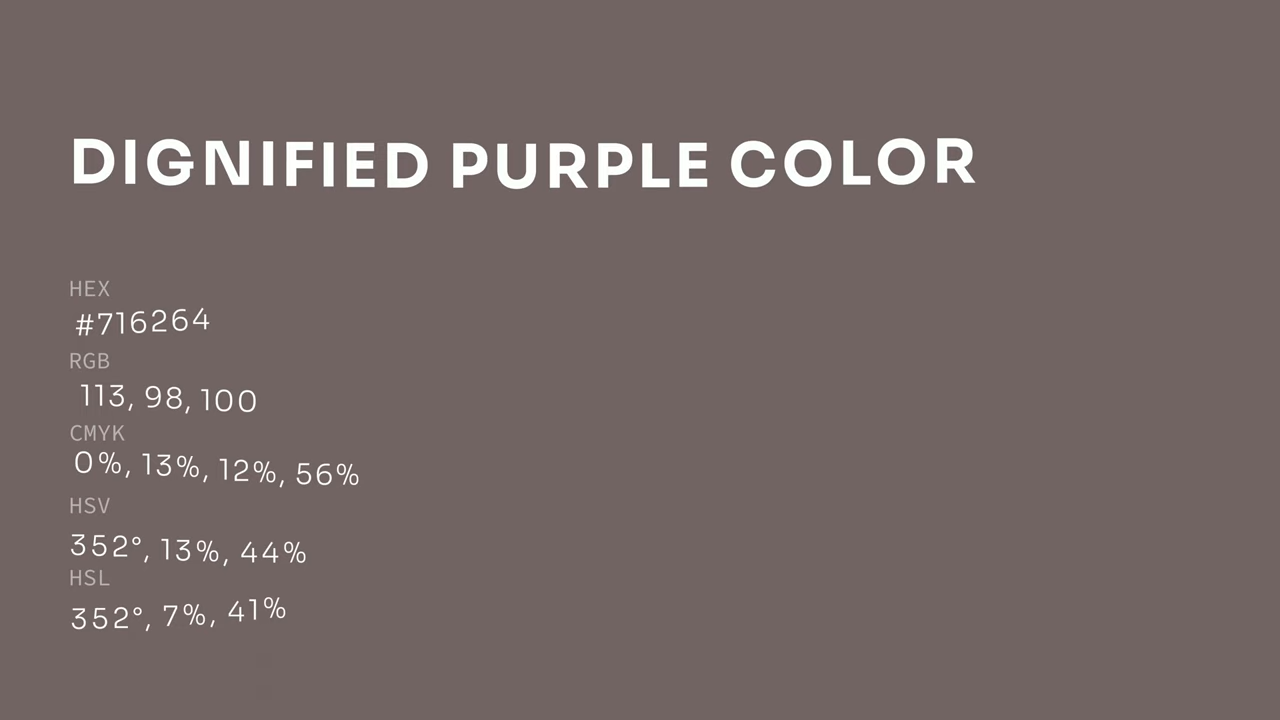 DIGNIFIED PURPLE COLOR
HEX
#716264
RGB
113, 98, 100
CMYK
0%, 13%, 12%, 56%
HSV
352°, 13%, 44%
HSL
352°, 7%, 41%